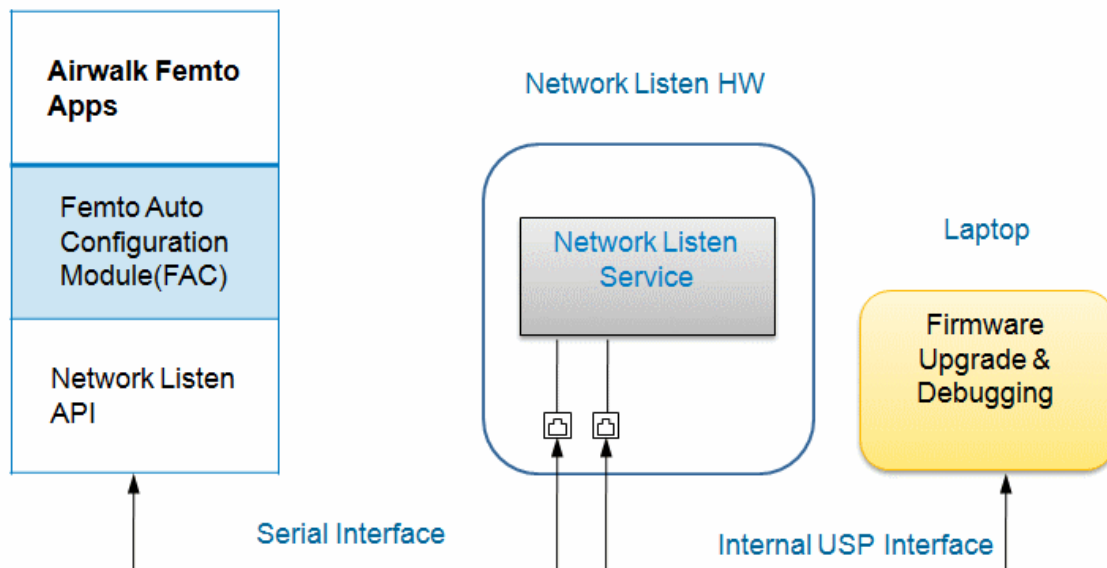 Airwalk Femto
Apps
Femto Auto
Configuration
Module(FAC)
Network Listen
API
Network Listen HW
Network Listen
Service
Laptop
Firmware
Upgrade &
Debugging
Serial Interface
Internal USP Interface